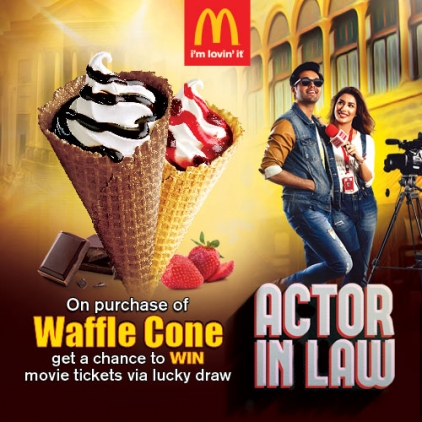 i'm lovin' it
On purchase of
Waffle Cone
get a chance to WIN
movie tickets via lucky draw
ACTOR
IN LAW